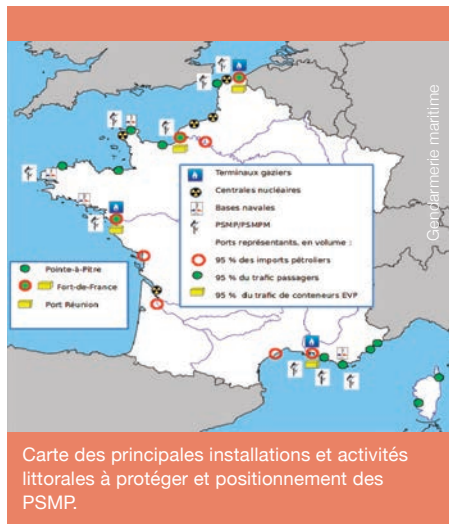 Gendarmerie maritime
Terminaux gaziers
Centrales nucléaires
Bases navales
PSMP/PSMPM
Ports représentants, en volume :
95 % des imports pétroliers
95 % du trafic passagers
95 % du trafic de conteneurs EVP
Pointe-à-Pitre
Fort-de-France
Port Réunion
Carte des principales installations et activités
littorales à protéger et positionnement des
PSMP.